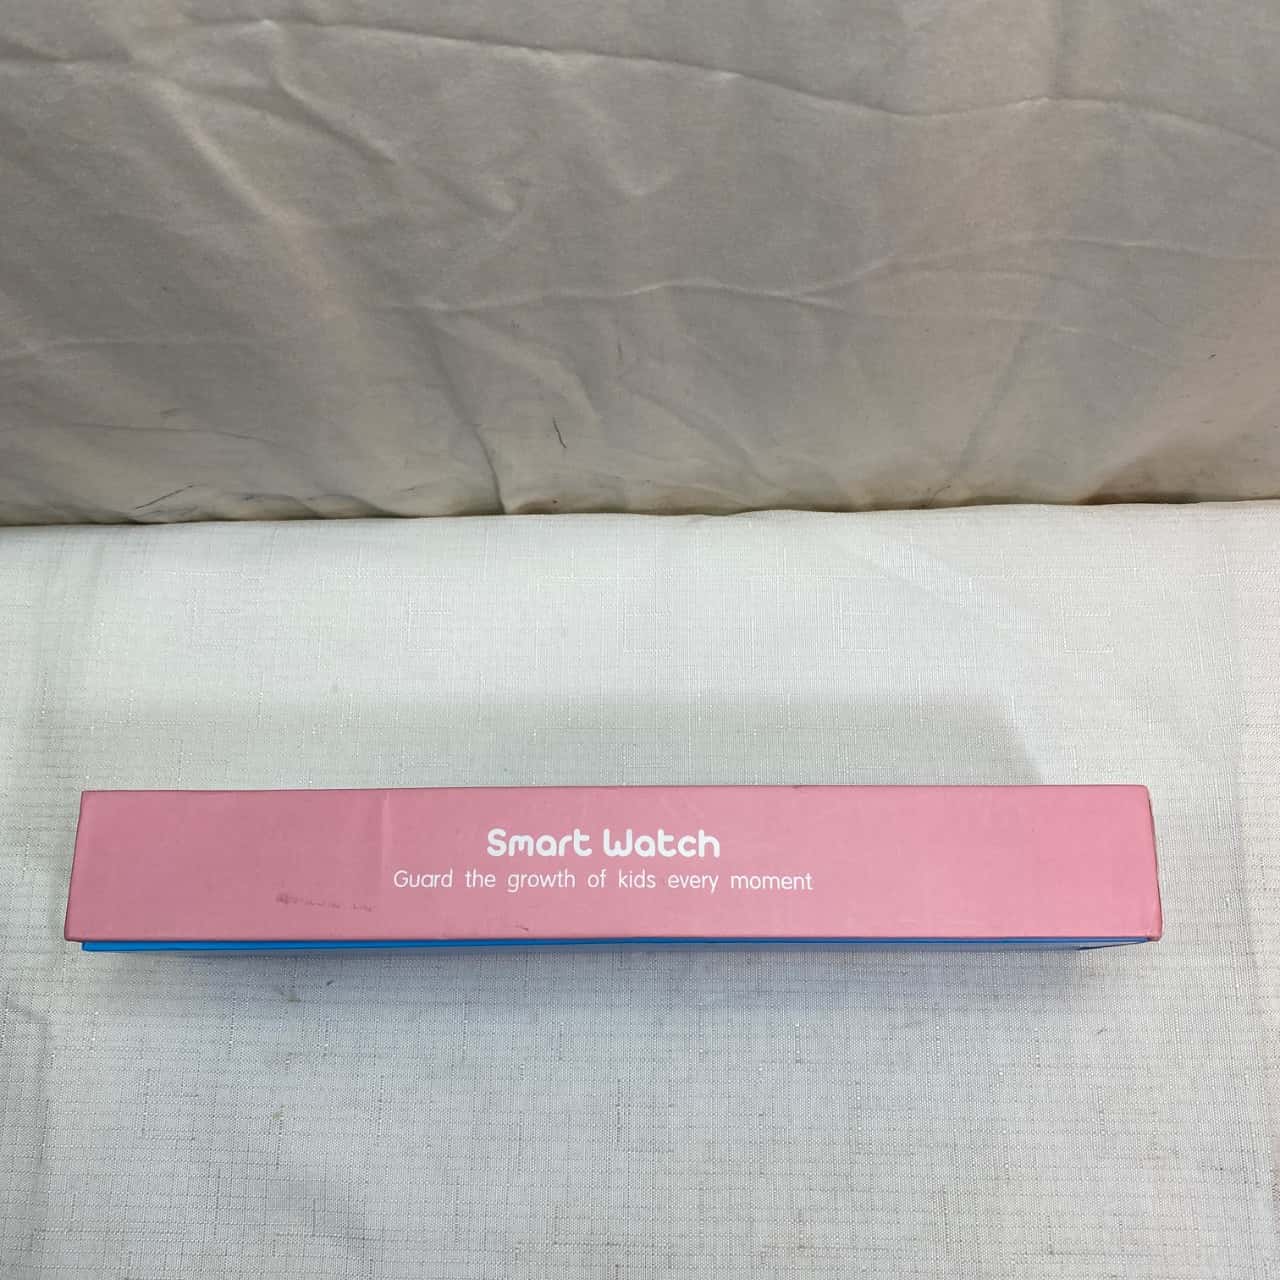 Smart Watch
Guard the growth of kids every moment